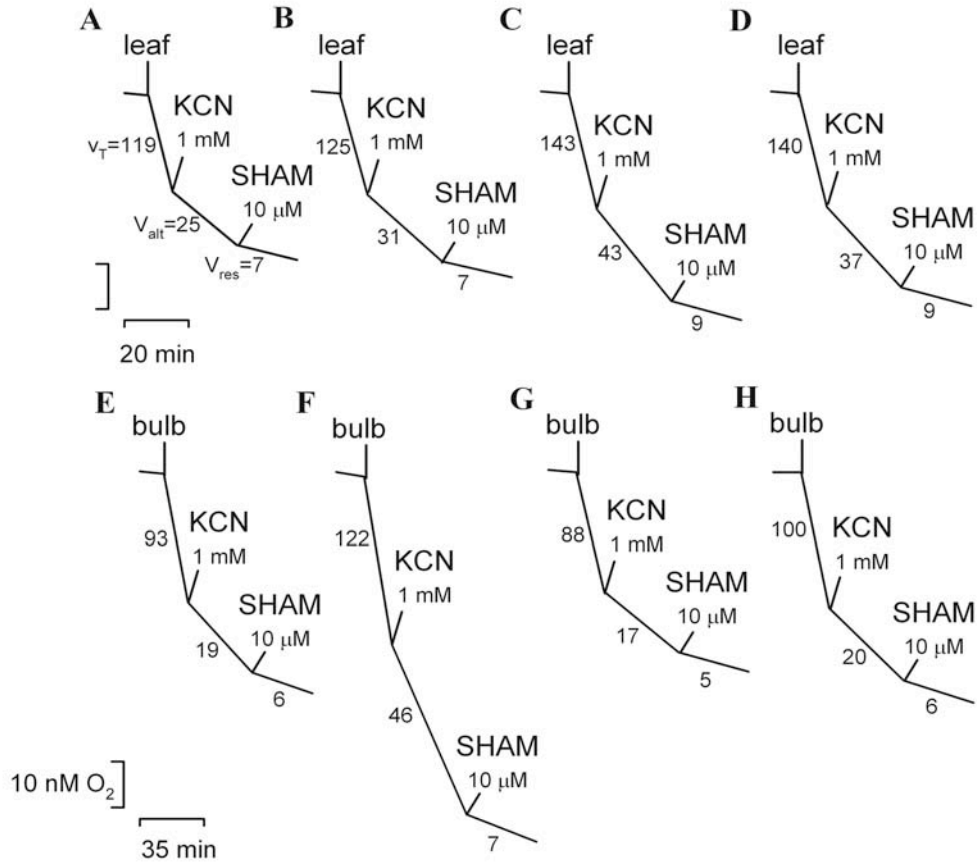 A
leaf
KCN
1 mM
v_T=119
SHAM
10 μM
V_alt=25
V_res=7
B
leaf
KCN
1 mM
125
SHAM
10 μM
31
7
C
leaf
KCN
1 mM
143
SHAM
10 μM
43
9
D
leaf
KCN
1 mM
140
SHAM
10 μM
37
9
20 min
E
bulb
KCN
1 mM
93
SHAM
10 μM
19
6
F
bulb
KCN
1 mM
122
SHAM
10 μM
46
7
G
bulb
KCN
1 mM
88
SHAM
10 μM
17
5
H
bulb
KCN
1 mM
100
SHAM
10 μM
20
6
10 nM O₂
35 min